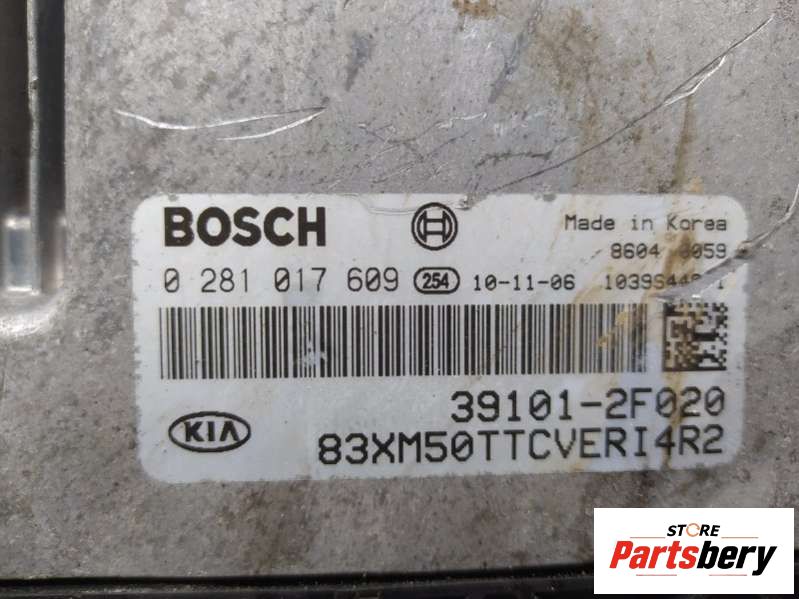 BOSCH
Made in Korea
8604 0059
0 281 017 609 254 10-11-06
39101-2F020
KIA
83XM50TTCVERI4R2
STORE
Partsbery